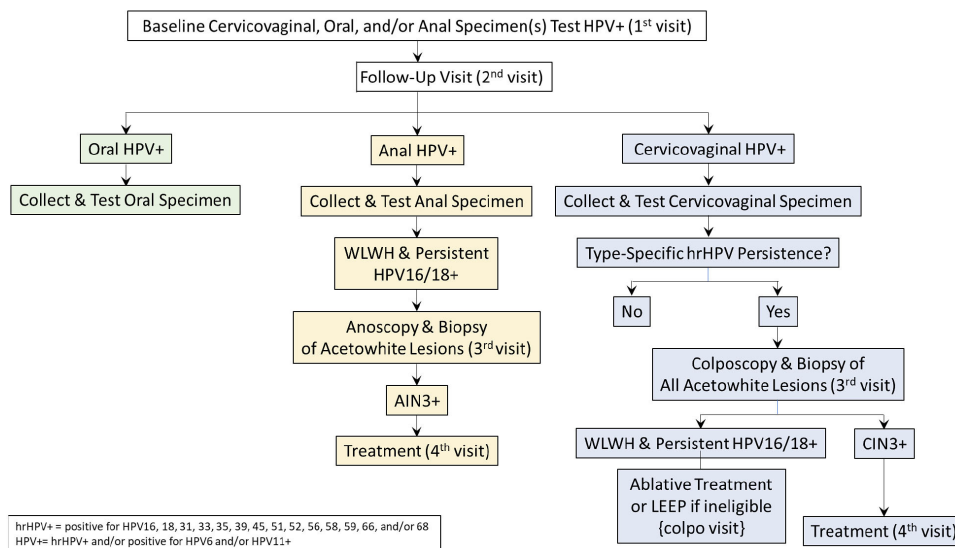 Baseline Cervicovaginal, Oral, and/or Anal Specimen(s) Test HPV+ (1st visit)
Follow-Up Visit (2nd visit)
Oral HPV+
Collect & Test Oral Specimen
Anal HPV+
Collect & Test Anal Specimen
WLWH & Persistent
HPV16/18+
Anoscopy & Biopsy
of Acetowhite Lesions (3rd visit)
AIN3+
Treatment (4th visit)
Cervicovaginal HPV+
Collect & Test Cervicovaginal Specimen
Type-Specific hrHPV Persistence?
No
Yes
Colposcopy & Biopsy of
All Acetowhite Lesions (3rd visit)
WLWH & Persistent HPV16/18+
Ablative Treatment
or LEEP if ineligible
{colpo visit}
CIN3+
Treatment (4th visit)
hrHPV+ = positive for HPV16, 18, 31, 33, 35, 39, 45, 51, 52, 56, 58, 59, 66, and/or 68
HPV+= hrHPV+ and/or positive for HPV6 and/or HPV11+